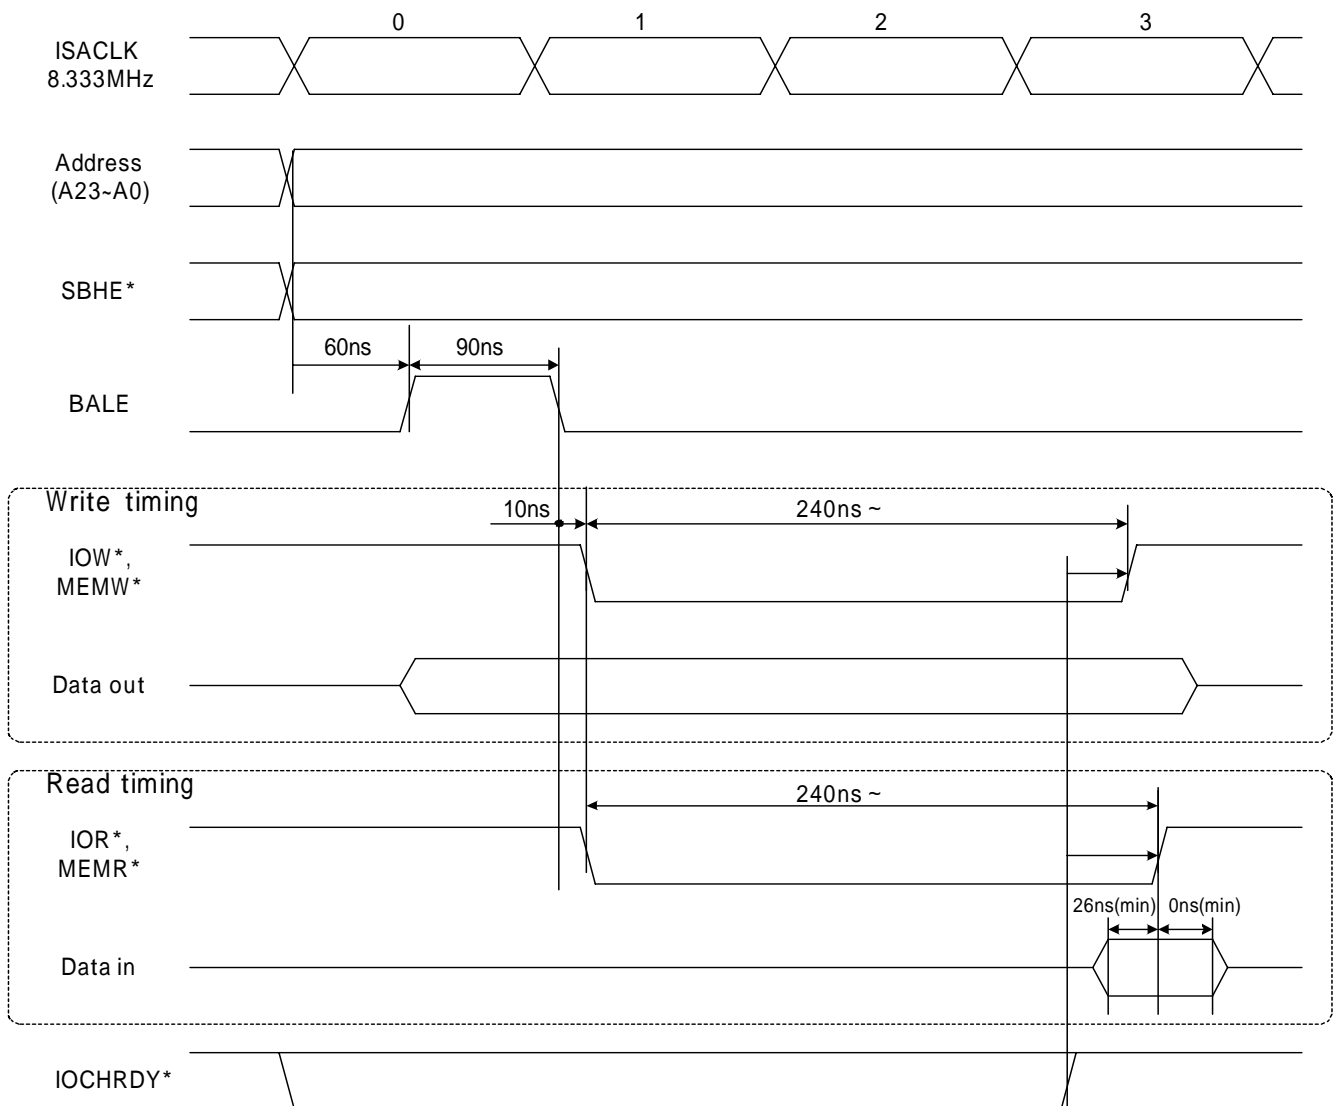 0 1 2 3
ISACLK
8.333MHz
Address
(A23~A0)
SBHE*
60ns 90ns
BALE
Write timing
10ns 240ns ~
IOW*,
MEMW*
Data out
Read timing
240ns ~
IOR*,
MEMR*
26ns(min) 0ns(min)
Data in
IOCHRDY*